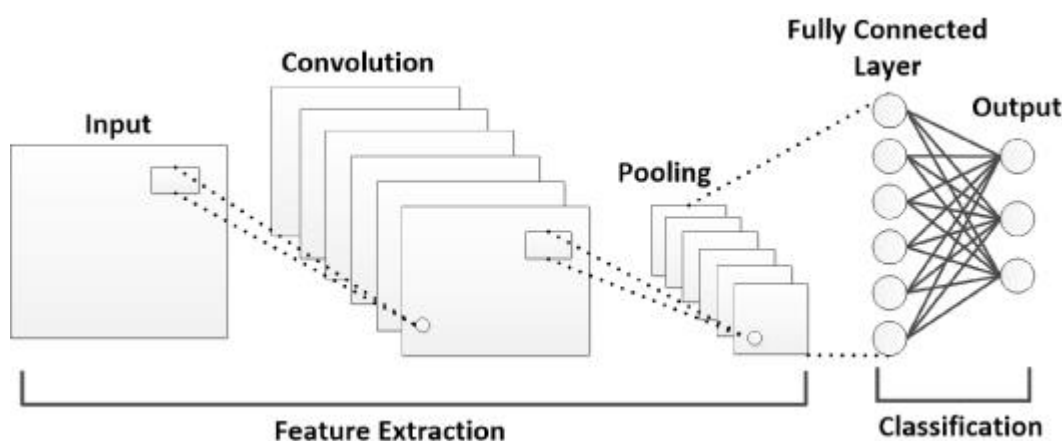 Input
Convolution
Pooling
Fully Connected
Layer
Output
Feature Extraction
Classification